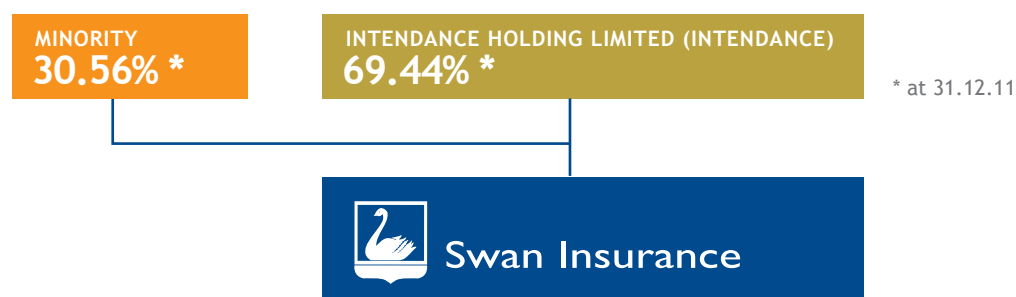 MINORITY
30.56% *
INTENDANCE HOLDING LIMITED (INTENDANCE)
69.44% *
* at 31.12.11
Swan Insurance